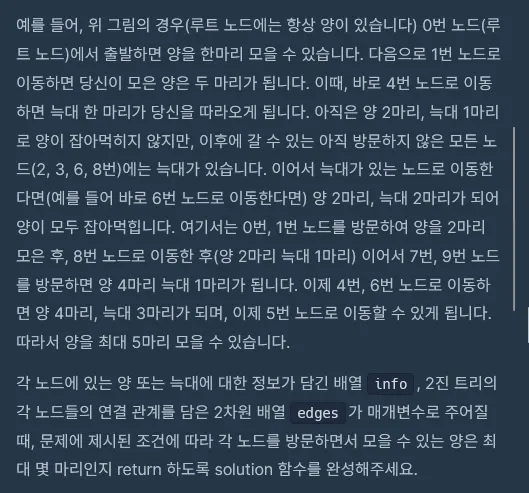 예를 들어, 위 그림의 경우(루트 노드에는 항상 양이 있습니다) 0번 노드(루
트 노드)에서 출발하면 양을 한마리 모을 수 있습니다. 다음으로 1번 노드로
이동하면 당신이 모은 양은 두 마리가 됩니다. 이때, 바로 4번 노드로 이동
하면 늑대 한 마리가 당신을 따라오게 됩니다. 아직은 양 2마리, 늑대 1마리
로 양이 잡아먹히지 않지만, 이후에 갈 수 있는 아직 방문하지 않은 모든 노
드(2, 3, 6, 8번)에는 늑대가 있습니다. 이어서 늑대가 있는 노드로 이동한
다면(예를 들어 바로 6번 노드로 이동한다면) 양 2마리, 늑대 2마리가 되어
양이 모두 잡아먹힙니다. 여기서는 0번, 1번 노드를 방문하여 양을 2마리
모은 후, 8번 노드로 이동한 후(양 2마리 늑대 1마리) 이어서 7번, 9번 노드
를 방문하면 양 4마리 늑대 1마리가 됩니다. 이제 4번, 6번 노드로 이동하
면 양 4마리, 늑대 3마리가 되며, 이제 5번 노드로 이동할 수 있게 됩니다.
따라서 양을 최대 5마리 모을 수 있습니다.
각 노드에 있는 양 또는 늑대에 대한 정보가 담긴 배열 info , 2진 트리의
각 노드들의 연결 관계를 담은 2차원 배열 edges 가 매개변수로 주어질
때, 문제에 제시된 조건에 따라 각 노드를 방문하면서 모을 수 있는 양은 최
대 몇 마리인지 return 하도록 solution 함수를 완성해주세요.